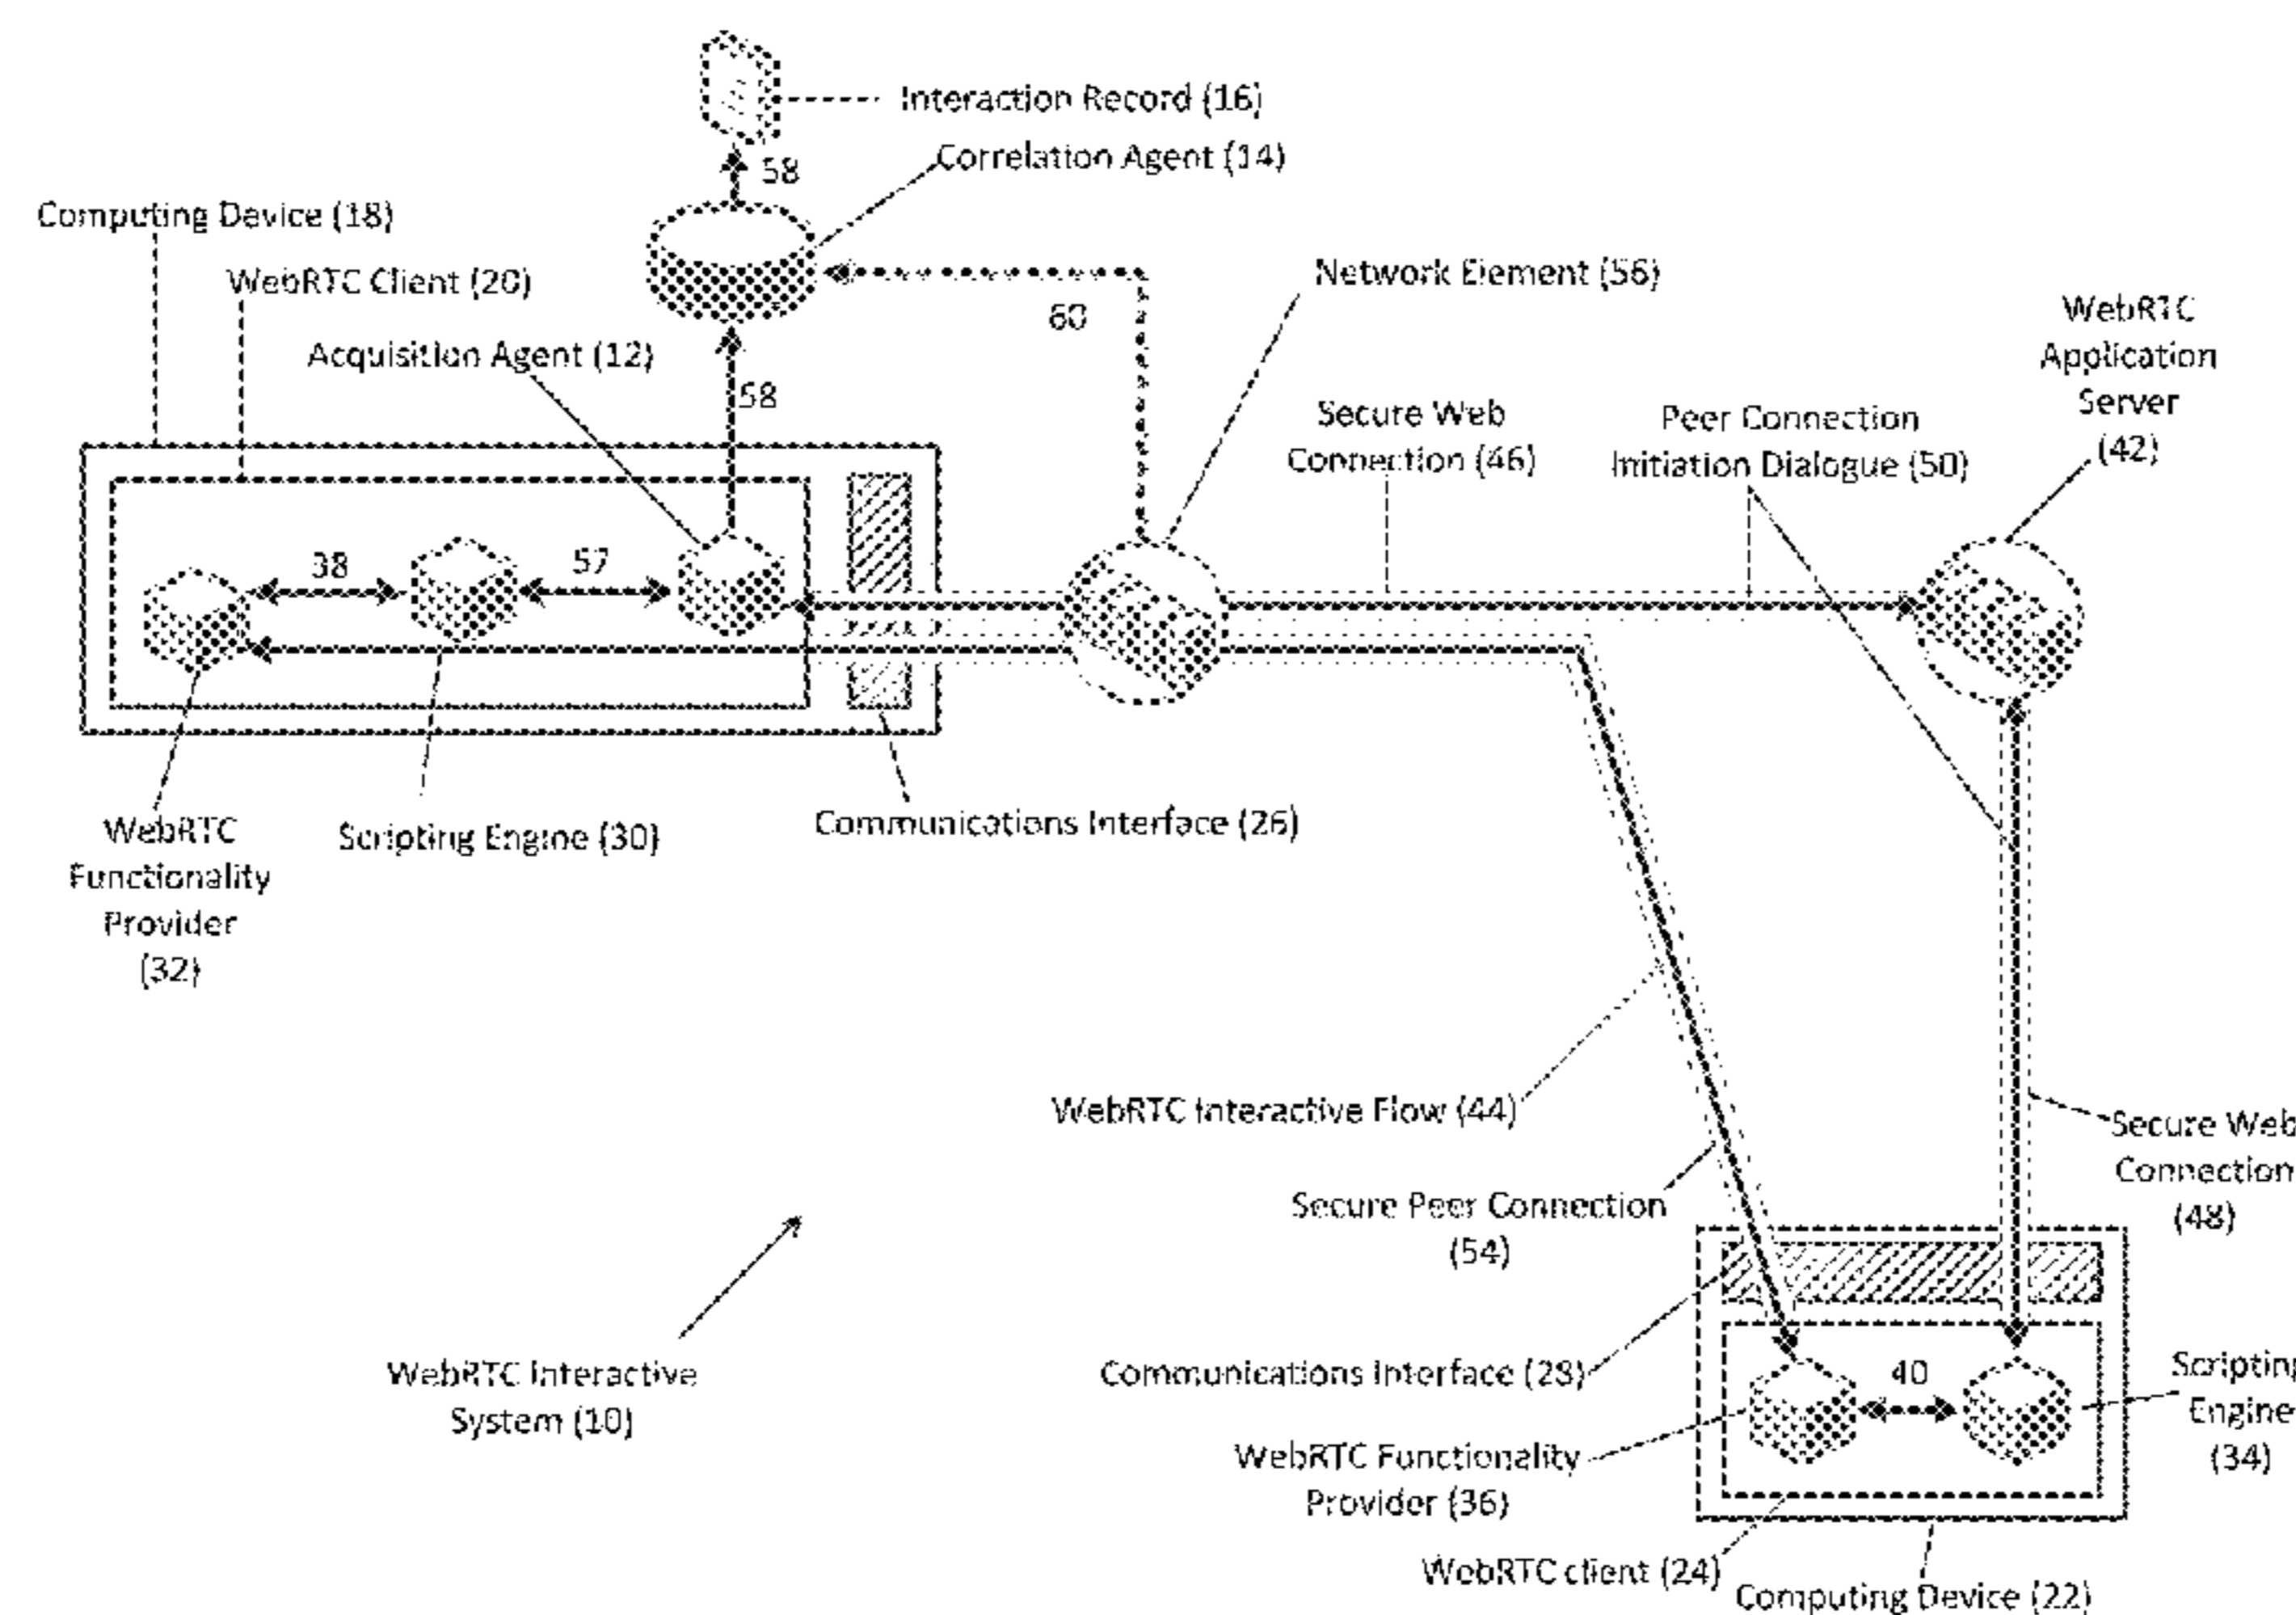 Interaction Record (16)
58
Correlation Agent (14)
Computing Device (18)
WebRTC Client (20)
Network Element (56)
60
Acquisition Agent (12)
58
WebRTC
Application
Server
(42)
Secure Web
Connection (46)
Peer Connection
Initiation Dialogue (50)
38
57
WebRTC
Functionality
Provider
(32)
Scripting Engine (30)
Communications Interface (26)
WebRTC Interactive Flow (44)
Secure Web
Connection
(48)
Secure Peer Connection
(54)
WebRTC Interactive
System (10)
Communications Interface (28)
40
Scripting
Engine
(34)
WebRTC Functionality
Provider (36)
WebRTC client (24)
Computing Device (22)